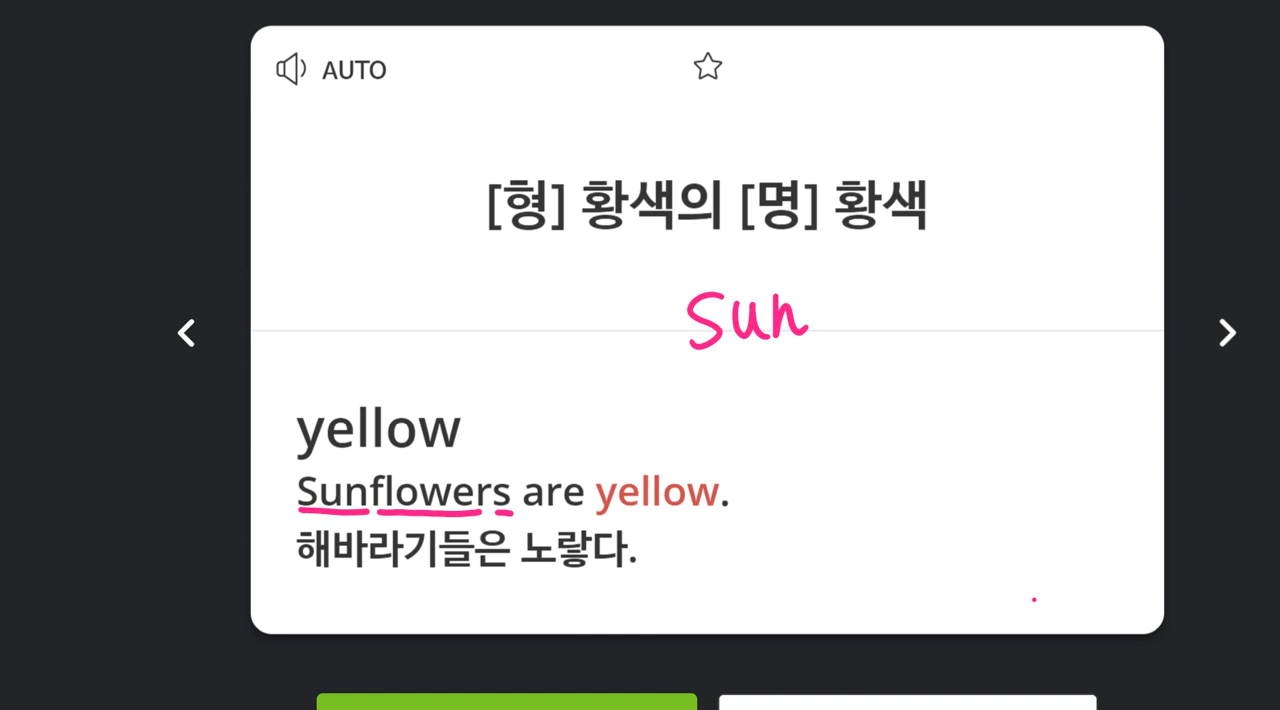 AUTO
[형] 황색의 [명] 황색
sun
yellow
Sunflowers are yellow.
해바라기들은 노랗다.